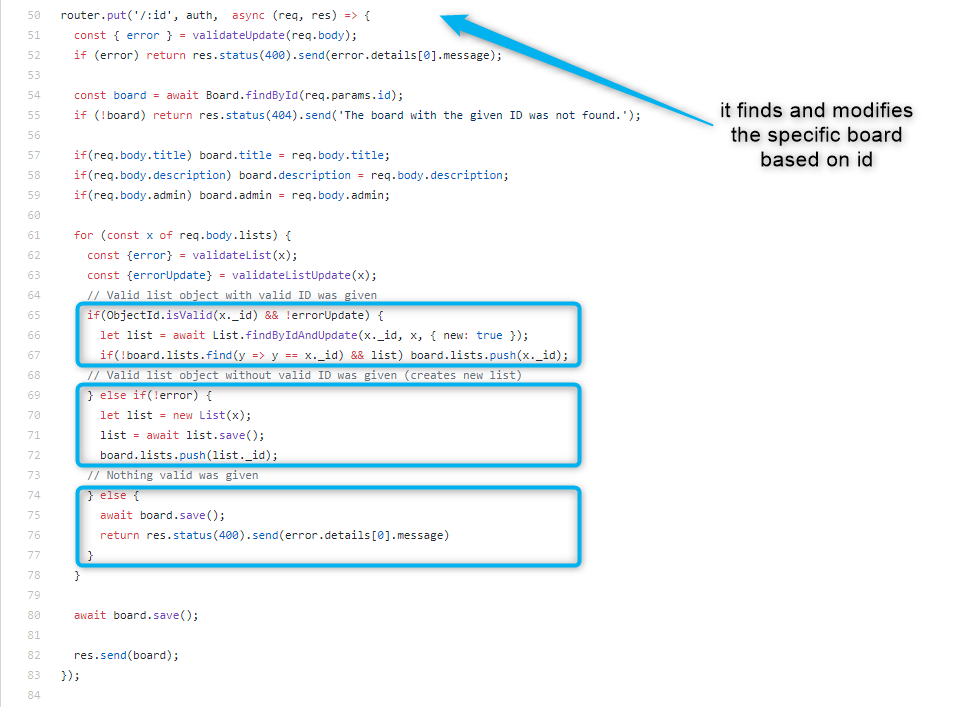 50 router.put('/:id', auth,  async (req, res) => {
51   const { error } = validateUpdate(req.body);
52   if (error) return res.status(400).send(error.details[0].message);
53
54   const board = await Board.findById(req.params.id);
55   if (!board) return res.status(404).send('The board with the given ID was not found.');
56
57   if(req.body.title) board.title = req.body.title;
58   if(req.body.description) board.description = req.body.description;
59   if(req.body.admin) board.admin = req.body.admin;
60
61   for (const x of req.body.lists) {
62     const {error} = validateList(x);
63     const {errorUpdate} = validateListUpdate(x);
64     // Valid list object with valid ID was given
65     if(ObjectId.isValid(x._id) && !errorUpdate) {
66       let list = await List.findByIdAndUpdate(x._id, x, { new: true });
67       if(!board.lists.find(y => y == x._id) && list) board.lists.push(x._id);
68     // Valid list object without valid ID was given (creates new list)
69     } else if(!error) {
70       let list = new List(x);
71       list = await list.save();
72       board.lists.push(list._id);
73     // Nothing valid was given
74     } else {
75       await board.save();
76       return res.status(400).send(error.details[0].message)
77     }
78   }
79
80   await board.save();
81
82   res.send(board);
83 });
84
it finds and modifies
the specific board
based on id